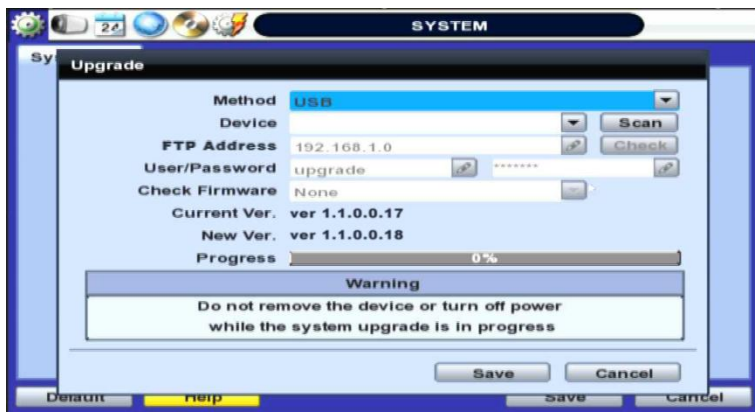 24
SYSTEM
Upgrade
Method USB
Device Scan
FTP Address 192.168.1.0 Check
User/Password upgrade *******
Check Firmware None
Current Ver. ver 1.1.0.0.17
New Ver. ver 1.1.0.0.18
Progress 0%
Warning
Do not remove the device or turn off power
while the system upgrade is in progress
Save Cancel
Default Help Save Cancel